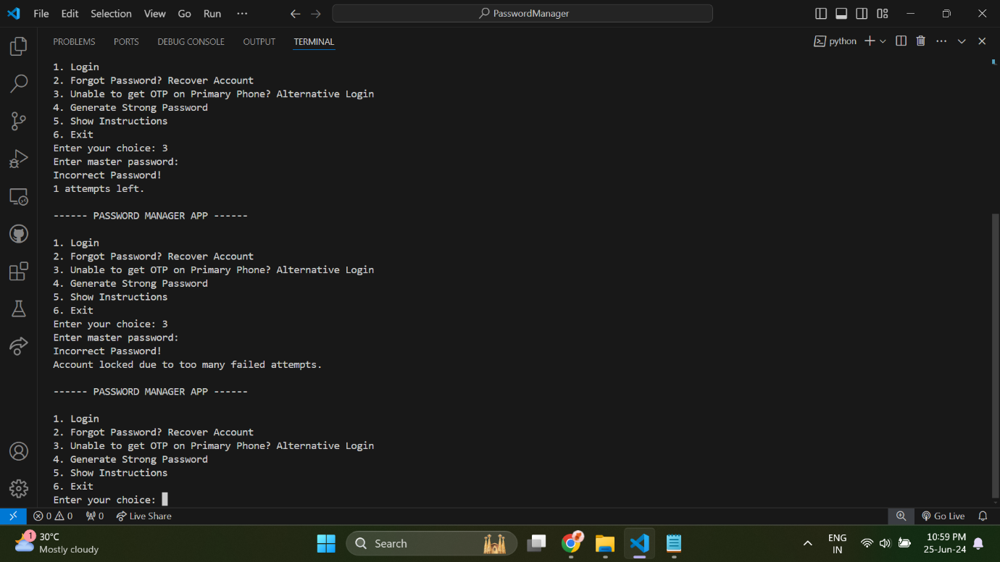 File Edit Selection View Go Run ··· PasswordManager
PROBLEMS PORTS DEBUG CONSOLE OUTPUT TERMINAL python
1. Login
2. Forgot Password? Recover Account
3. Unable to get OTP on Primary Phone? Alternative Login
4. Generate Strong Password
5. Show Instructions
6. Exit
Enter your choice: 3
Enter master password:
Incorrect Password!
1 attempts left.
------ PASSWORD MANAGER APP ------
1. Login
2. Forgot Password? Recover Account
3. Unable to get OTP on Primary Phone? Alternative Login
4. Generate Strong Password
5. Show Instructions
6. Exit
Enter your choice: 3
Enter master password:
Incorrect Password!
Account locked due to too many failed attempts.
------ PASSWORD MANAGER APP ------
1. Login
2. Forgot Password? Recover Account
3. Unable to get OTP on Primary Phone? Alternative Login
4. Generate Strong Password
5. Show Instructions
6. Exit
Enter your choice:
0 0 0 Live Share Go Live
1 30°C
Mostly cloudy
Search
ENG
IN
10:59 PM
25-Jun-24